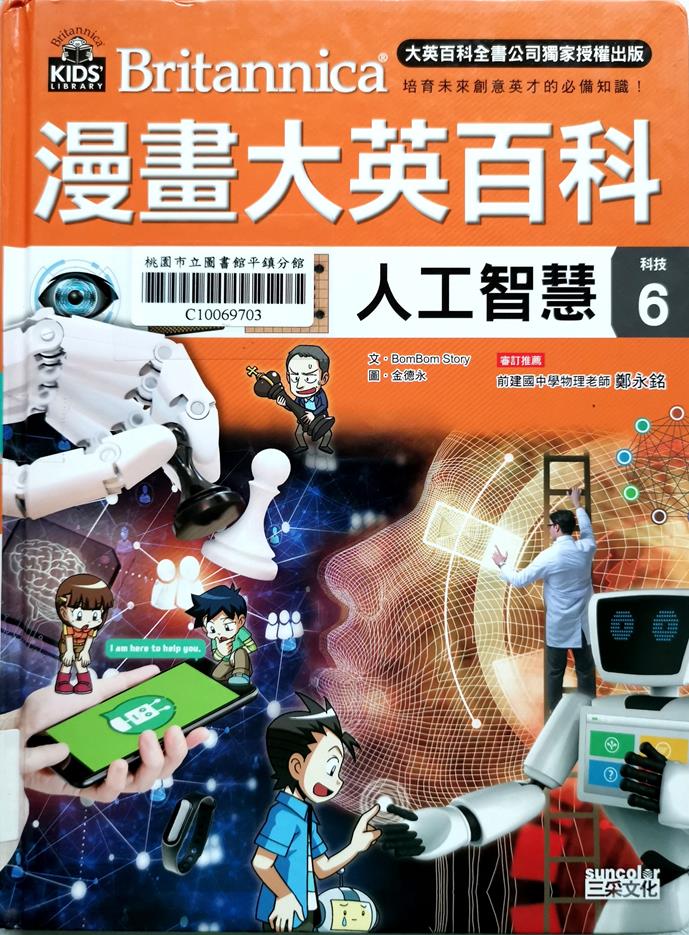 Britannica
KIDS'
LIBRARY
Britannica®
大英百科全書公司獨家授權出版
培育未來創意英才的必備知識！
漫畫大英百科
桃園市立圖書館平鎮分館
C10069703
人工智慧
科技
6
文・BomBom Story
圖・金德永
審訂推薦
前建國中學物理老師 鄭永銘
I am here to help you.
?
suncolor
三采文化